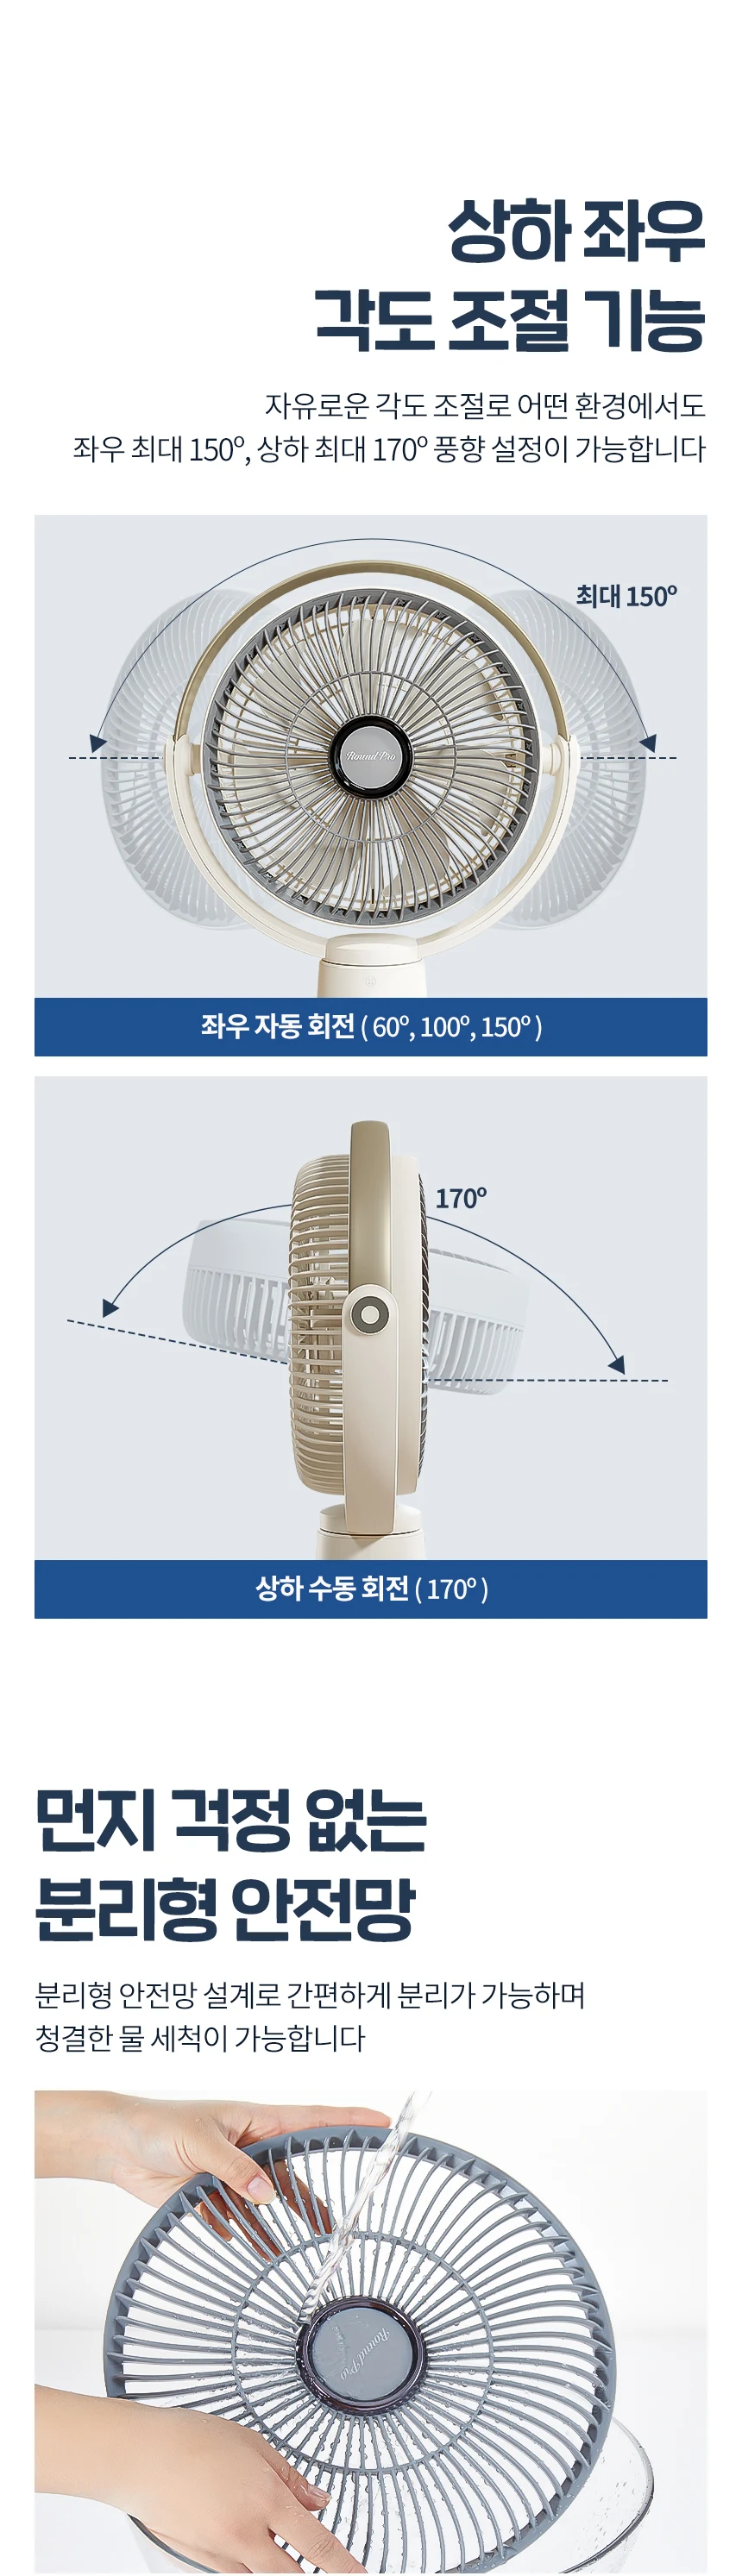 상하 좌우
각도 조절 기능
자유로운 각도 조절로 어떤 환경에서도
좌우 최대 150º, 상하 최대 170º 풍향 설정이 가능합니다
최대 150º
Round Pro
좌우 자동 회전 ( 60º, 100º, 150º )
170º
상하 수동 회전 ( 170º )
먼지 걱정 없는
분리형 안전망
분리형 안전망 설계로 간편하게 분리가 가능하며
청결한 물 세척이 가능합니다
Round Pro